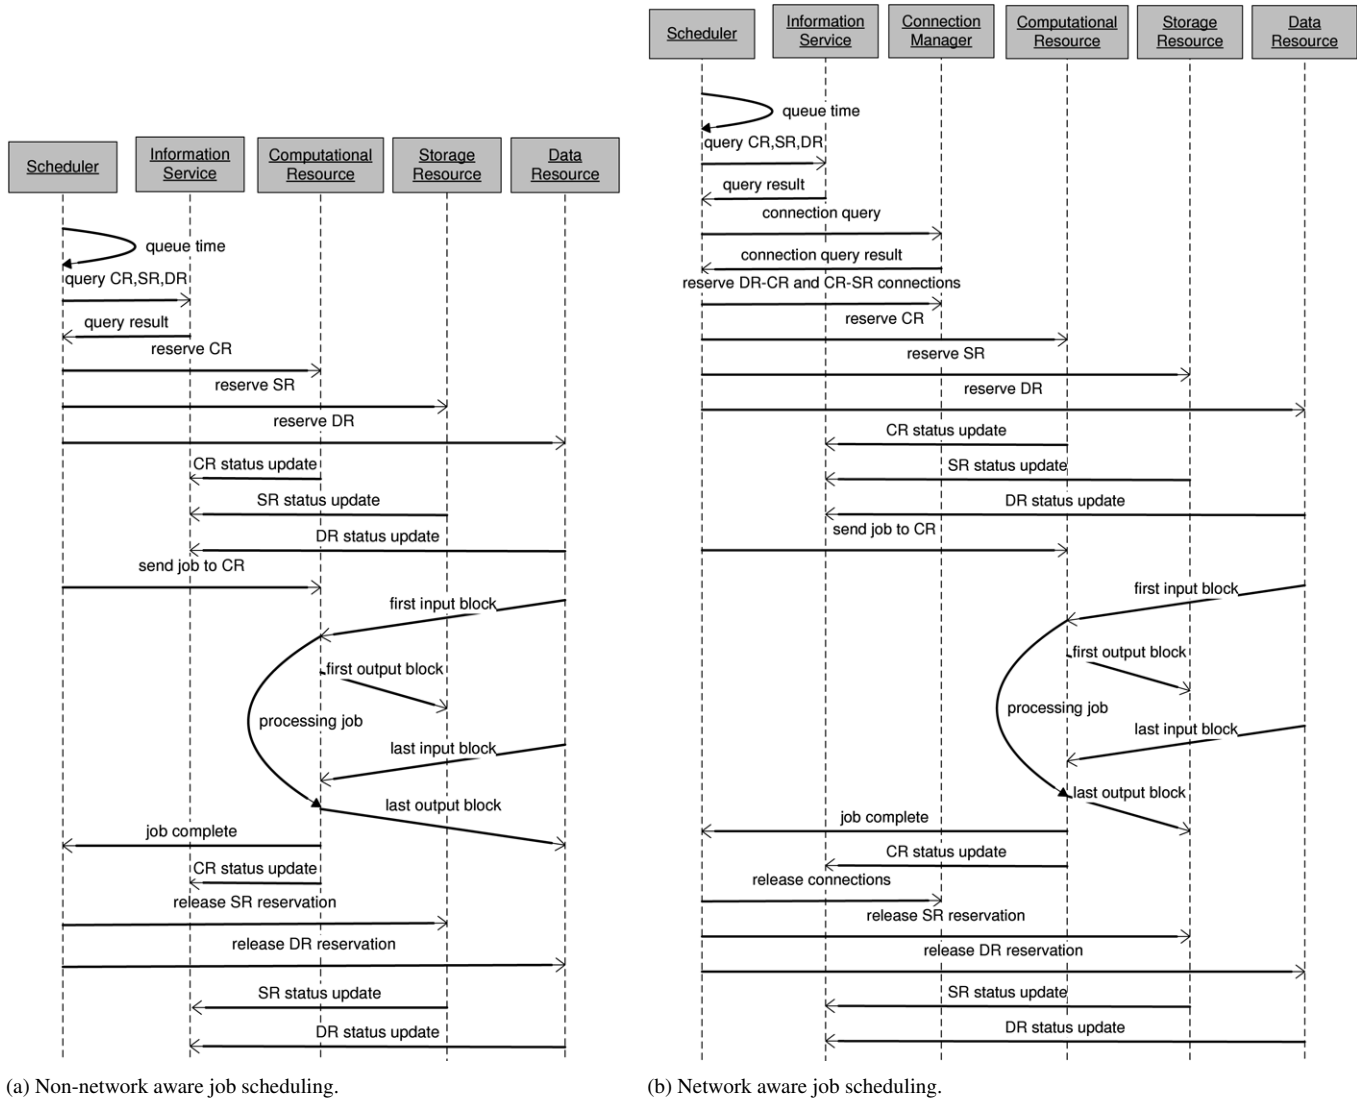 Scheduler
Information
Service
Computational
Resource
Storage
Resource
Data
Resource
queue time
query CR,SR,DR
query result
reserve CR
reserve SR
reserve DR
CR status update
SR status update
DR status update
send job to CR
first input block
first output block
processing job
last input block
last output block
job complete
CR status update
release SR reservation
release DR reservation
SR status update
DR status update
(a) Non-network aware job scheduling.
Scheduler
Information
Service
Connection
Manager
Computational
Resource
Storage
Resource
Data
Resource
queue time
query CR,SR,DR
query result
connection query
connection query result
reserve DR-CR and CR-SR connections
reserve CR
reserve SR
reserve DR
CR status update
SR status update
DR status update
send job to CR
first input block
first output block
processing job
last input block
last output block
job complete
CR status update
release connections
release SR reservation
release DR reservation
SR status update
DR status update
(b) Network aware job scheduling.